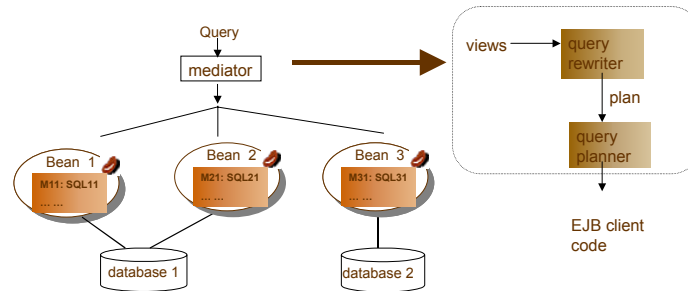 Query
mediator
Bean 1
M11: SQL11
... ...
Bean 2
M21: SQL21
... ...
Bean 3
M31: SQL31
... ...
database 1
database 2
views
query
rewriter
plan
query
planner
EJB client
code